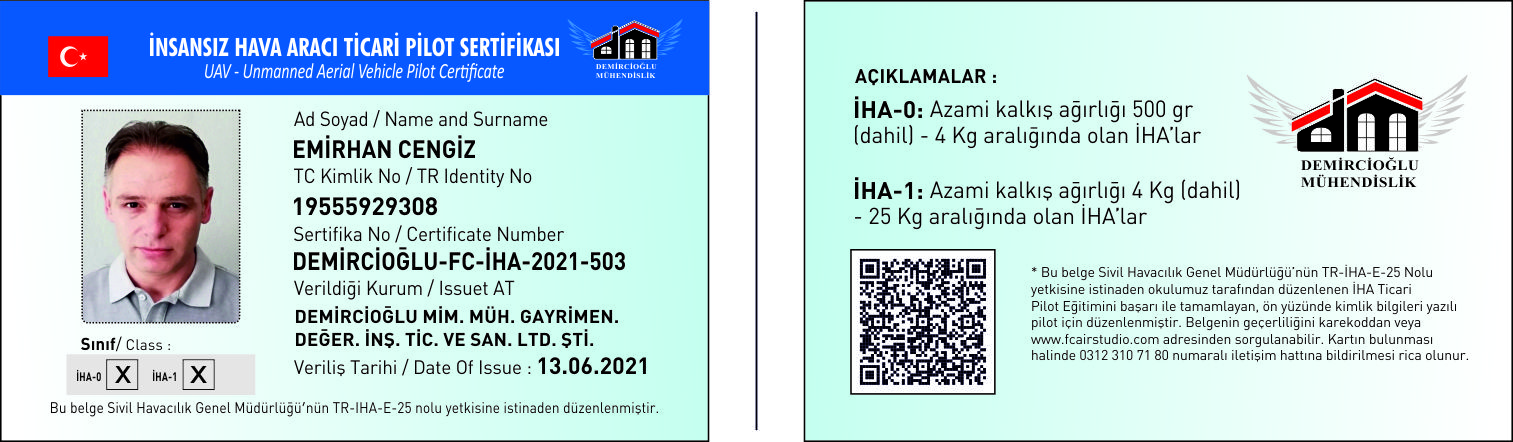 İNSANSIZ HAVA ARACI TİCARİ PİLOT SERTİFİKASI
UAV - Unmanned Aerial Vehicle Pilot Certificate
DEMİRCİOĞLU
MÜHENDİSLİK
Ad Soyad / Name and Surname
EMİRHAN CENGİZ
TC Kimlik No / TR Identity No
19555929308
Sertifika No / Certificate Number
DEMİRCİOĞLU-FC-İHA-2021-503
Verildiği Kurum / Issuet AT
DEMİRCİOĞLU MİM. MÜH. GAYRİMEN.
DEĞER. İNŞ. TİC. VE SAN. LTD. ŞTİ.
Veriliş Tarihi / Date Of Issue : 13.06.2021
Sınıf/ Class :
İHA-0 X İHA-1 X
Bu belge Sivil Havacılık Genel Müdürlüğü'nün TR-IHA-E-25 nolu yetkisine istinaden düzenlenmiştir.
AÇIKLAMALAR :
İHA-0: Azami kalkış ağırlığı 500 gr
(dahil) - 4 Kg aralığında olan İHA'lar
İHA-1: Azami kalkış ağırlığı 4 Kg (dahil)
- 25 Kg aralığında olan İHA'lar
DEMİRCİOĞLU
MÜHENDİSLİK
* Bu belge Sivil Havacılık Genel Müdürlüğü'nün TR-İHA-E-25 Nolu
yetkisine istinaden okulumuz tarafından düzenlenen İHA Ticari
Pilot Eğitimini başarı ile tamamlayan, ön yüzünde kimlik bilgileri yazılı
pilot için düzenlenmiştir. Belgenin geçerliliğini karekoddan veya
www.fcairstudio.com adresinden sorgulanabilir. Kartın bulunması
halinde 0312 310 71 80 numaralı iletişim hattına bildirilmesi rica olunur.